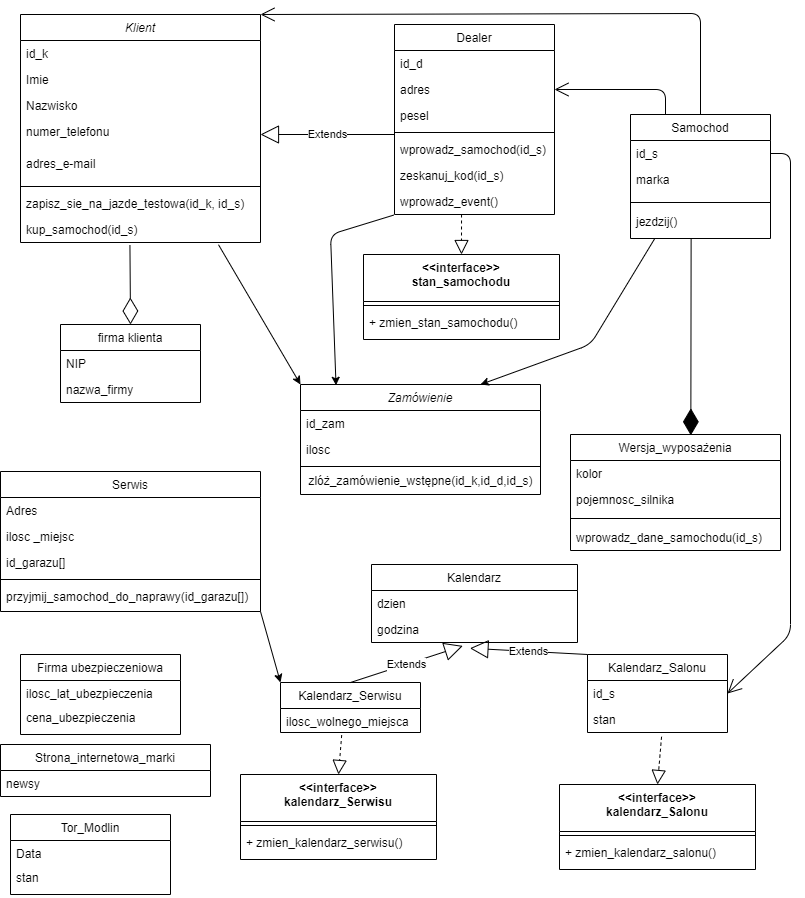 Klient
id_k
Imie
Nazwisko
numer_telefonu
adres_e-mail
zapisz_sie_na_jazde_testowa(id_k, id_s)
kup_samochod(id_s)
Extends
Dealer
id_d
adres
pesel
wprowadz_samochod(id_s)
zeskanuj_kod(id_s)
wprowadz_event()
Samochod
id_s
marka
jezdzij()
<<interface>>
stan_samochodu
+ zmien_stan_samochodu()
firma klienta
NIP
nazwa_firmy
Zamówienie
id_zam
ilosc
zlóż_zamówienie_wstępne(id_k,id_d,id_s)
Wersja_wyposażenia
kolor
pojemnosc_silnika
wprowadz_dane_samochodu(id_s)
Serwis
Adres
ilosc _miejsc
id_garazu[]
przyjmij_samochod_do_naprawy(id_garazu[])
Kalendarz
dzien
godzina
Extends
Extends
Firma ubezpieczeniowa
ilosc_lat_ubezpieczenia
cena_ubezpieczenia
Kalendarz_Serwisu
ilosc_wolnego_miejsca
Kalendarz_Salonu
id_s
stan
Strona_internetowa_marki
newsy
<<interface>>
kalendarz_Serwisu
+ zmien_kalendarz_serwisu()
<<interface>>
kalendarz_Salonu
+ zmien_kalendarz_salonu()
Tor_Modlin
Data
stan